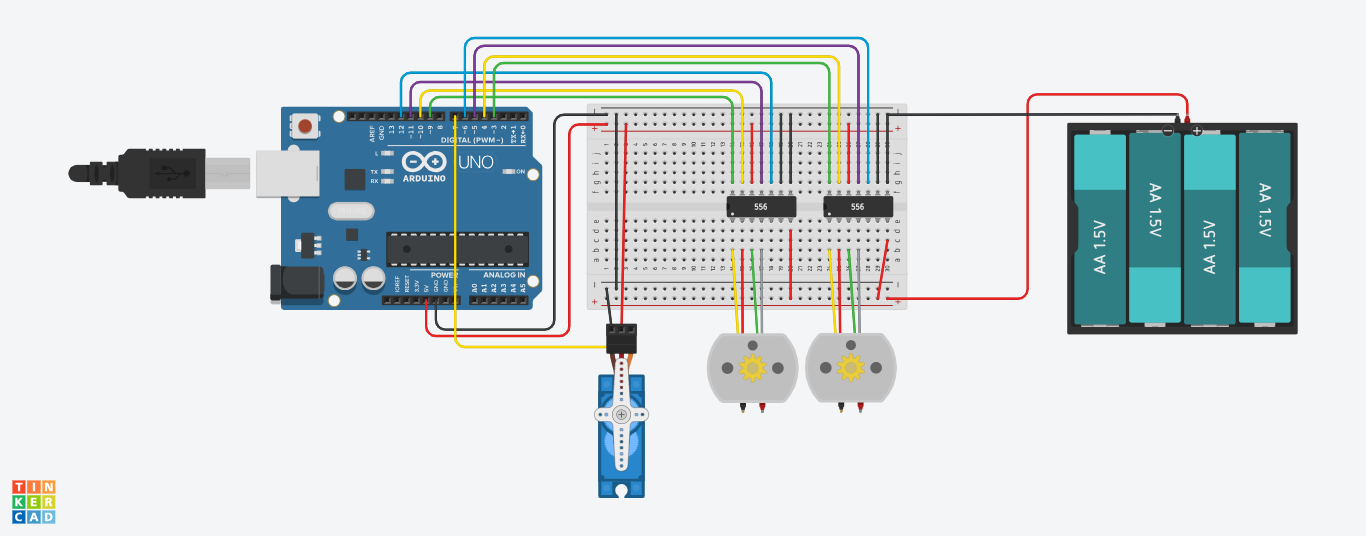 AREF
GND
13
12
~11
~10
~9
8
7
~6
~5
4
~3
2
TX→1
RX←0
DIGITAL (PWM~)
L
TX
RX
ARDUINO
UNO
ON
IOREF
RESET
3.3V
5V
GND
GND
POWER
ANALOG IN
A0
A1
A2
A3
A4
A5
556
556
AA 1.5V
AA 1.5V
AA 1.5V
AA 1.5V
TIN
KER
CAD